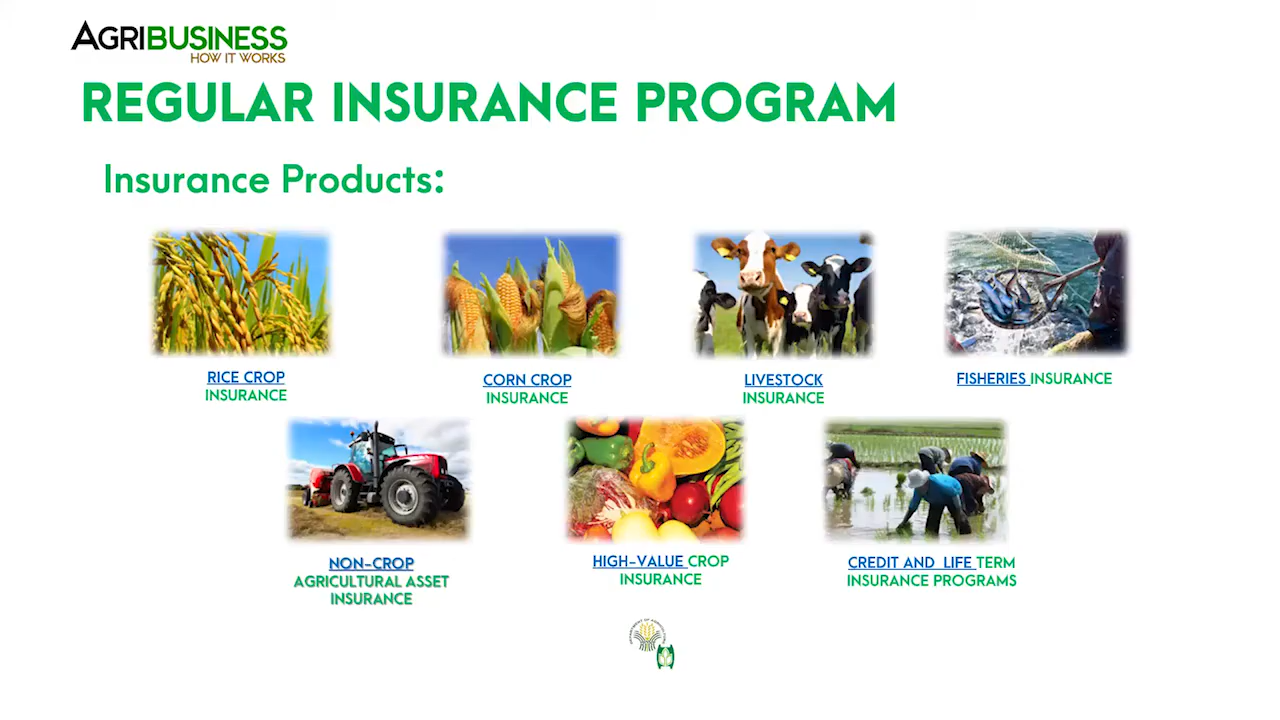 AGRIBUSINESS
HOW IT WORKS
REGULAR INSURANCE PROGRAM
Insurance Products:
RICE CROP
INSURANCE
CORN CROP
INSURANCE
LIVESTOCK
INSURANCE
FISHERIES INSURANCE
NON-CROP
AGRICULTURAL ASSET
INSURANCE
HIGH-VALUE CROP
INSURANCE
CREDIT AND LIFE TERM
INSURANCE PROGRAMS